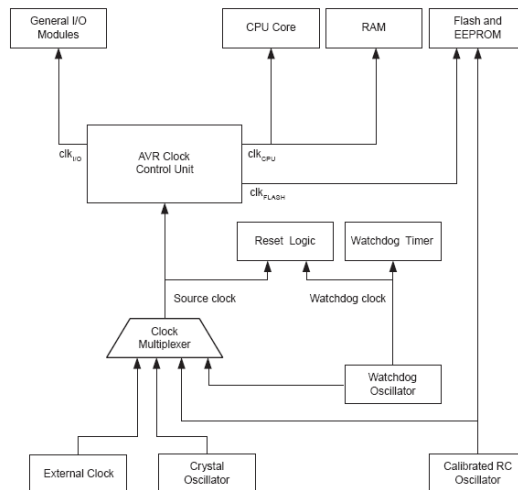 General I/O
Modules
CPU Core
RAM
Flash and
EEPROM
clkI/O
AVR Clock
Control Unit
clkCPU
clkFLASH
Reset Logic
Watchdog Timer
Source clock
Watchdog clock
Clock
Multiplexer
Watchdog
Oscillator
External Clock
Crystal
Oscillator
Calibrated RC
Oscillator